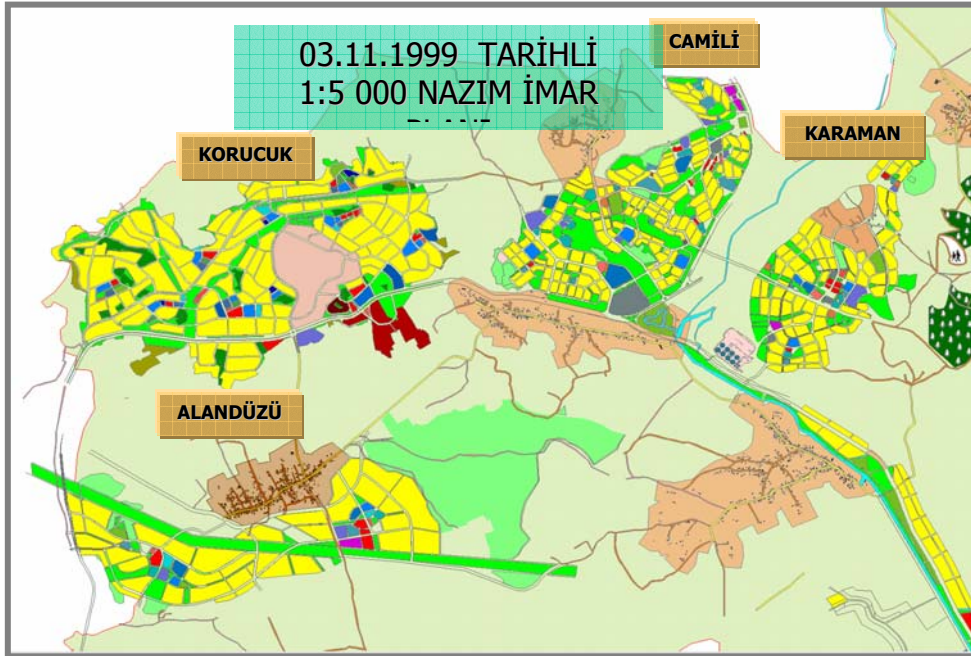 03.11.1999 TARİHLİ
1:5 000 NAZIM İMAR
CAMİLİ
KARAMAN
KORUCUK
ALANDÜZÜ